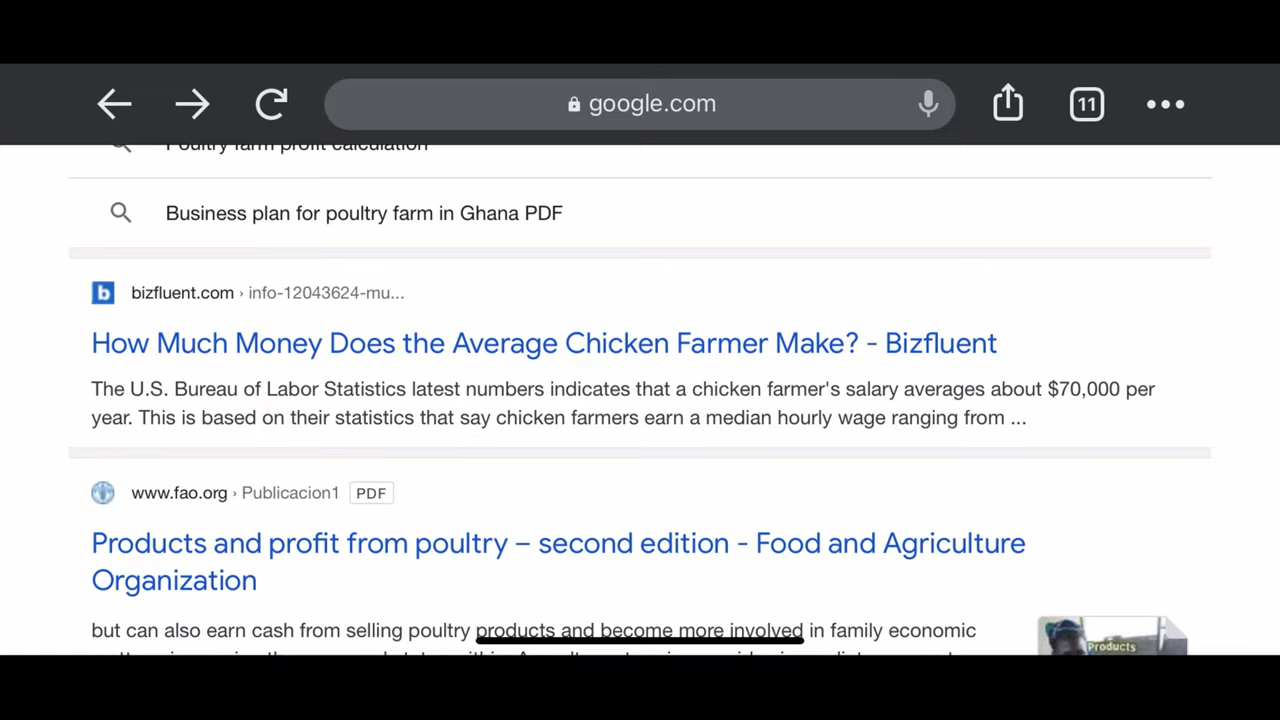 google.com
11
Poultry farm profit calculation
Business plan for poultry farm in Ghana PDF
b
bizfluent.com › info-12043624-mu...
How Much Money Does the Average Chicken Farmer Make? - Bizfluent
The U.S. Bureau of Labor Statistics latest numbers indicates that a chicken farmer's salary averages about $70,000 per
year. This is based on their statistics that say chicken farmers earn a median hourly wage ranging from ...
www.fao.org › Publicacion1 PDF
Products and profit from poultry – second edition - Food and Agriculture
Organization
but can also earn cash from selling poultry products and become more involved in family economic
Products